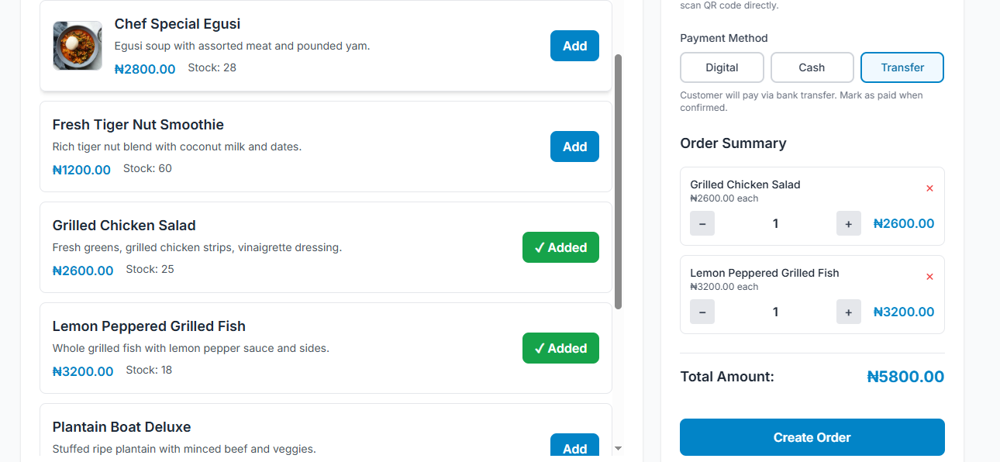 Chef Special Egusi
Egusi soup with assorted meat and pounded yam.
₦2800.00 Stock: 28
Add
Fresh Tiger Nut Smoothie
Rich tiger nut blend with coconut milk and dates.
₦1200.00 Stock: 60
Add
Grilled Chicken Salad
Fresh greens, grilled chicken strips, vinaigrette dressing.
₦2600.00 Stock: 25
✓ Added
Lemon Peppered Grilled Fish
Whole grilled fish with lemon pepper sauce and sides.
₦3200.00 Stock: 18
✓ Added
Plantain Boat Deluxe
Stuffed ripe plantain with minced beef and veggies.
Add
scan QR code directly.
Payment Method
Digital Cash Transfer
Customer will pay via bank transfer. Mark as paid when
confirmed.
Order Summary
Grilled Chicken Salad ×
₦2600.00 each
− 1 + ₦2600.00
Lemon Peppered Grilled Fish ×
₦3200.00 each
− 1 + ₦3200.00
Total Amount: ₦5800.00
Create Order